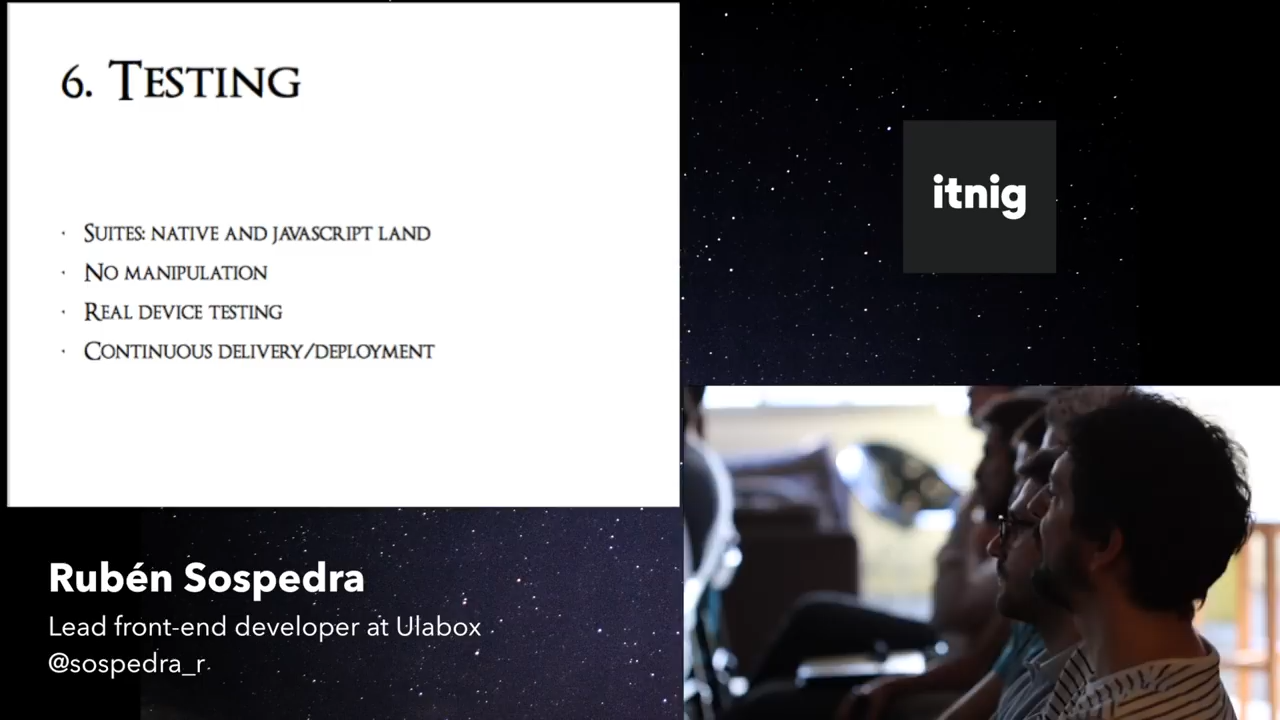 6. Testing
· Suites: native and javascript land
· No manipulation
· Real device testing
· Continuous delivery/deployment
itnig
Rubén Sospedra
Lead front-end developer at Ulabox
@sospedra_r